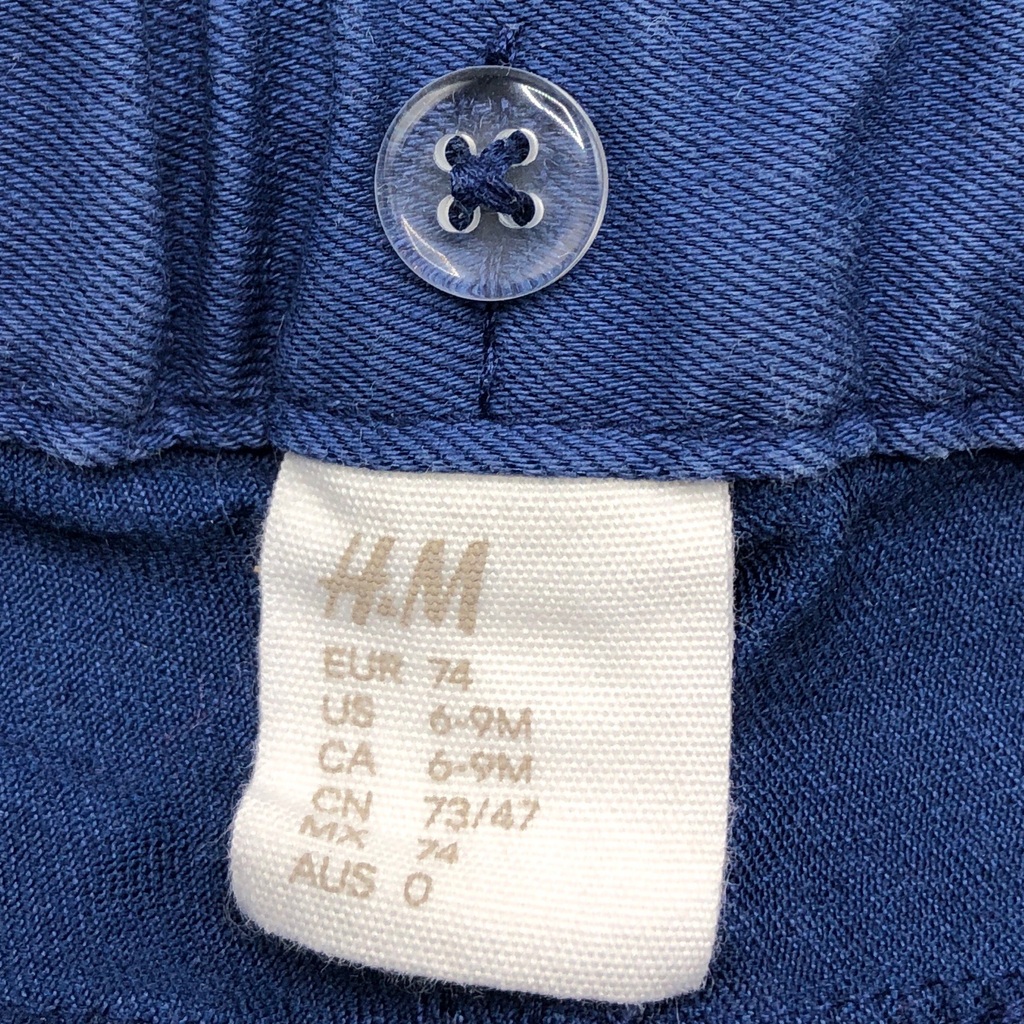 H&M
EUR 74
US 6-9M
CA 6-9M
CN 73/47
MX 74
AUS 0